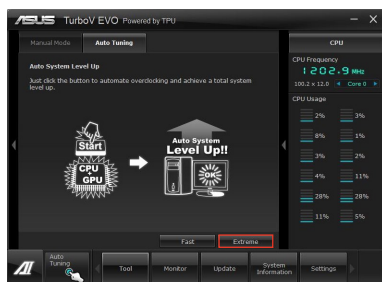 ASUS TurboV EVO Powered by TPU
Manual Mode Auto Tuning
Auto System Level Up
Just click the button to automate overclocking and achieve a total system
level up.
Start
CPU
GPU
Auto System
Level Up!!
OK
Fast Extreme
CPU
CPU Frequency
1202.9 MHz
100.2 x 12.0 Core 0
CPU Usage
2% 3%
8% 1%
3% 2%
4% 11%
28% 28%
11% 5%
AI
Auto
Tuning
Tool Monitor Update System
Information Settings